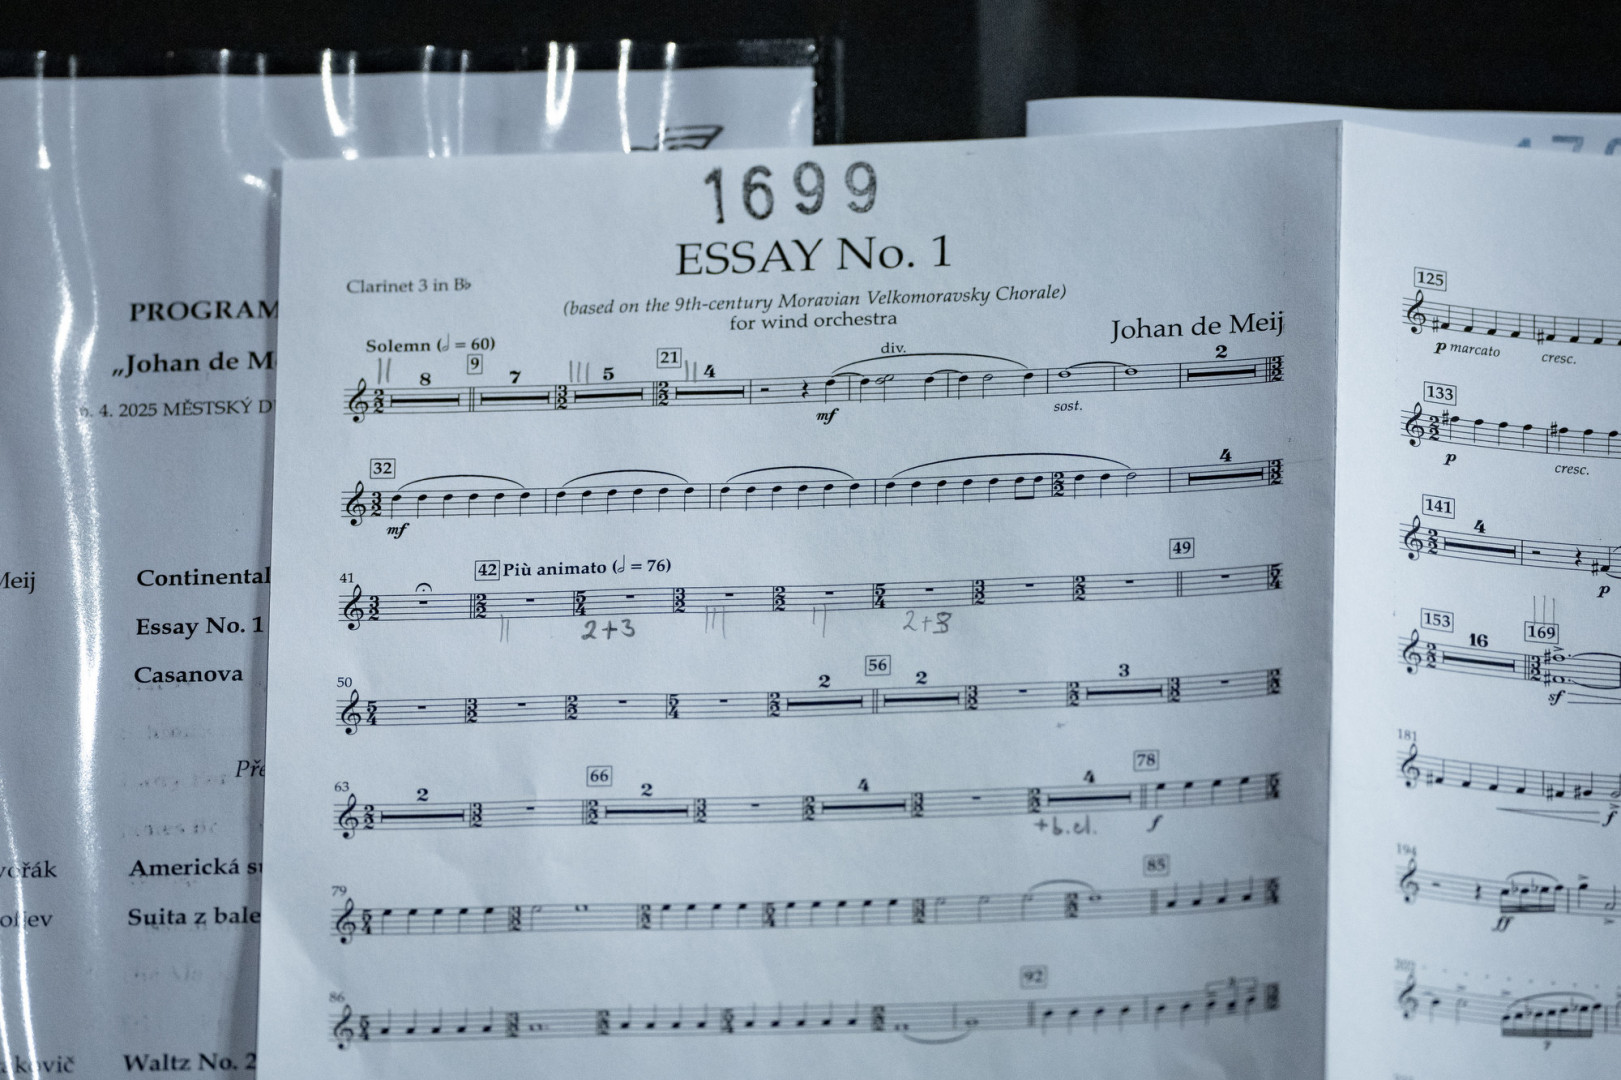 PROGRAM
„Johan de M
. 4. 2025 MĚSTSKÝ D
Meij Continental
Essay No. 1
Casanova
Pře
Americká s
Suita z bale
Waltz No. 2
1699
ESSAY No. 1
Clarinet 3 in B♭
(based on the 9th-century Moravian Velkomoravsky Chorale)
for wind orchestra
Johan de Meij
Solemn (𝅗𝅥 = 60)
9 21 div.
8 7 5 4 2
mf sost.
32
4
mf
41 42 Più animato (𝅗𝅥 = 76) 49
2+3 2+3
50 2 56 2 3
63 2 66 2 4 4 78
+b.cl. f
79 85
86 92 3
125
p marcato cresc.
133
p cresc.
141 4
p
153 16 169
sf
181
f
194
ff
7